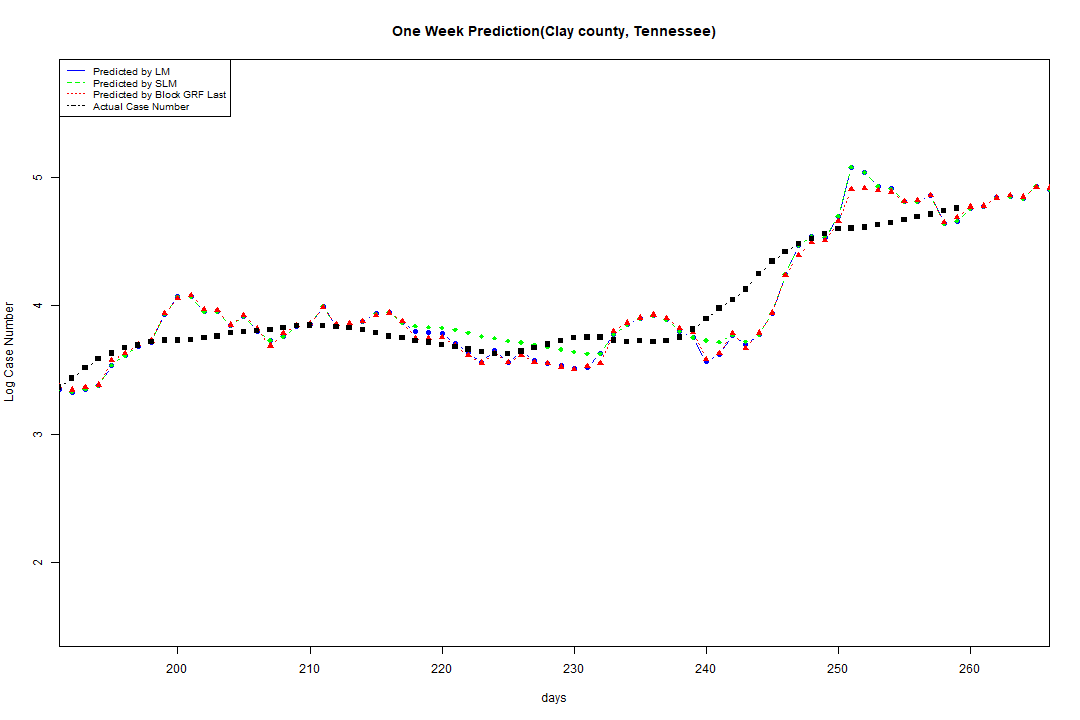 One Week Prediction(Clay county, Tennessee)
Predicted by LM
Predicted by SLM
Predicted by Block GRF Last
Actual Case Number
Log Case Number
5
4
3
2
200 210 220 230 240 250 260
days